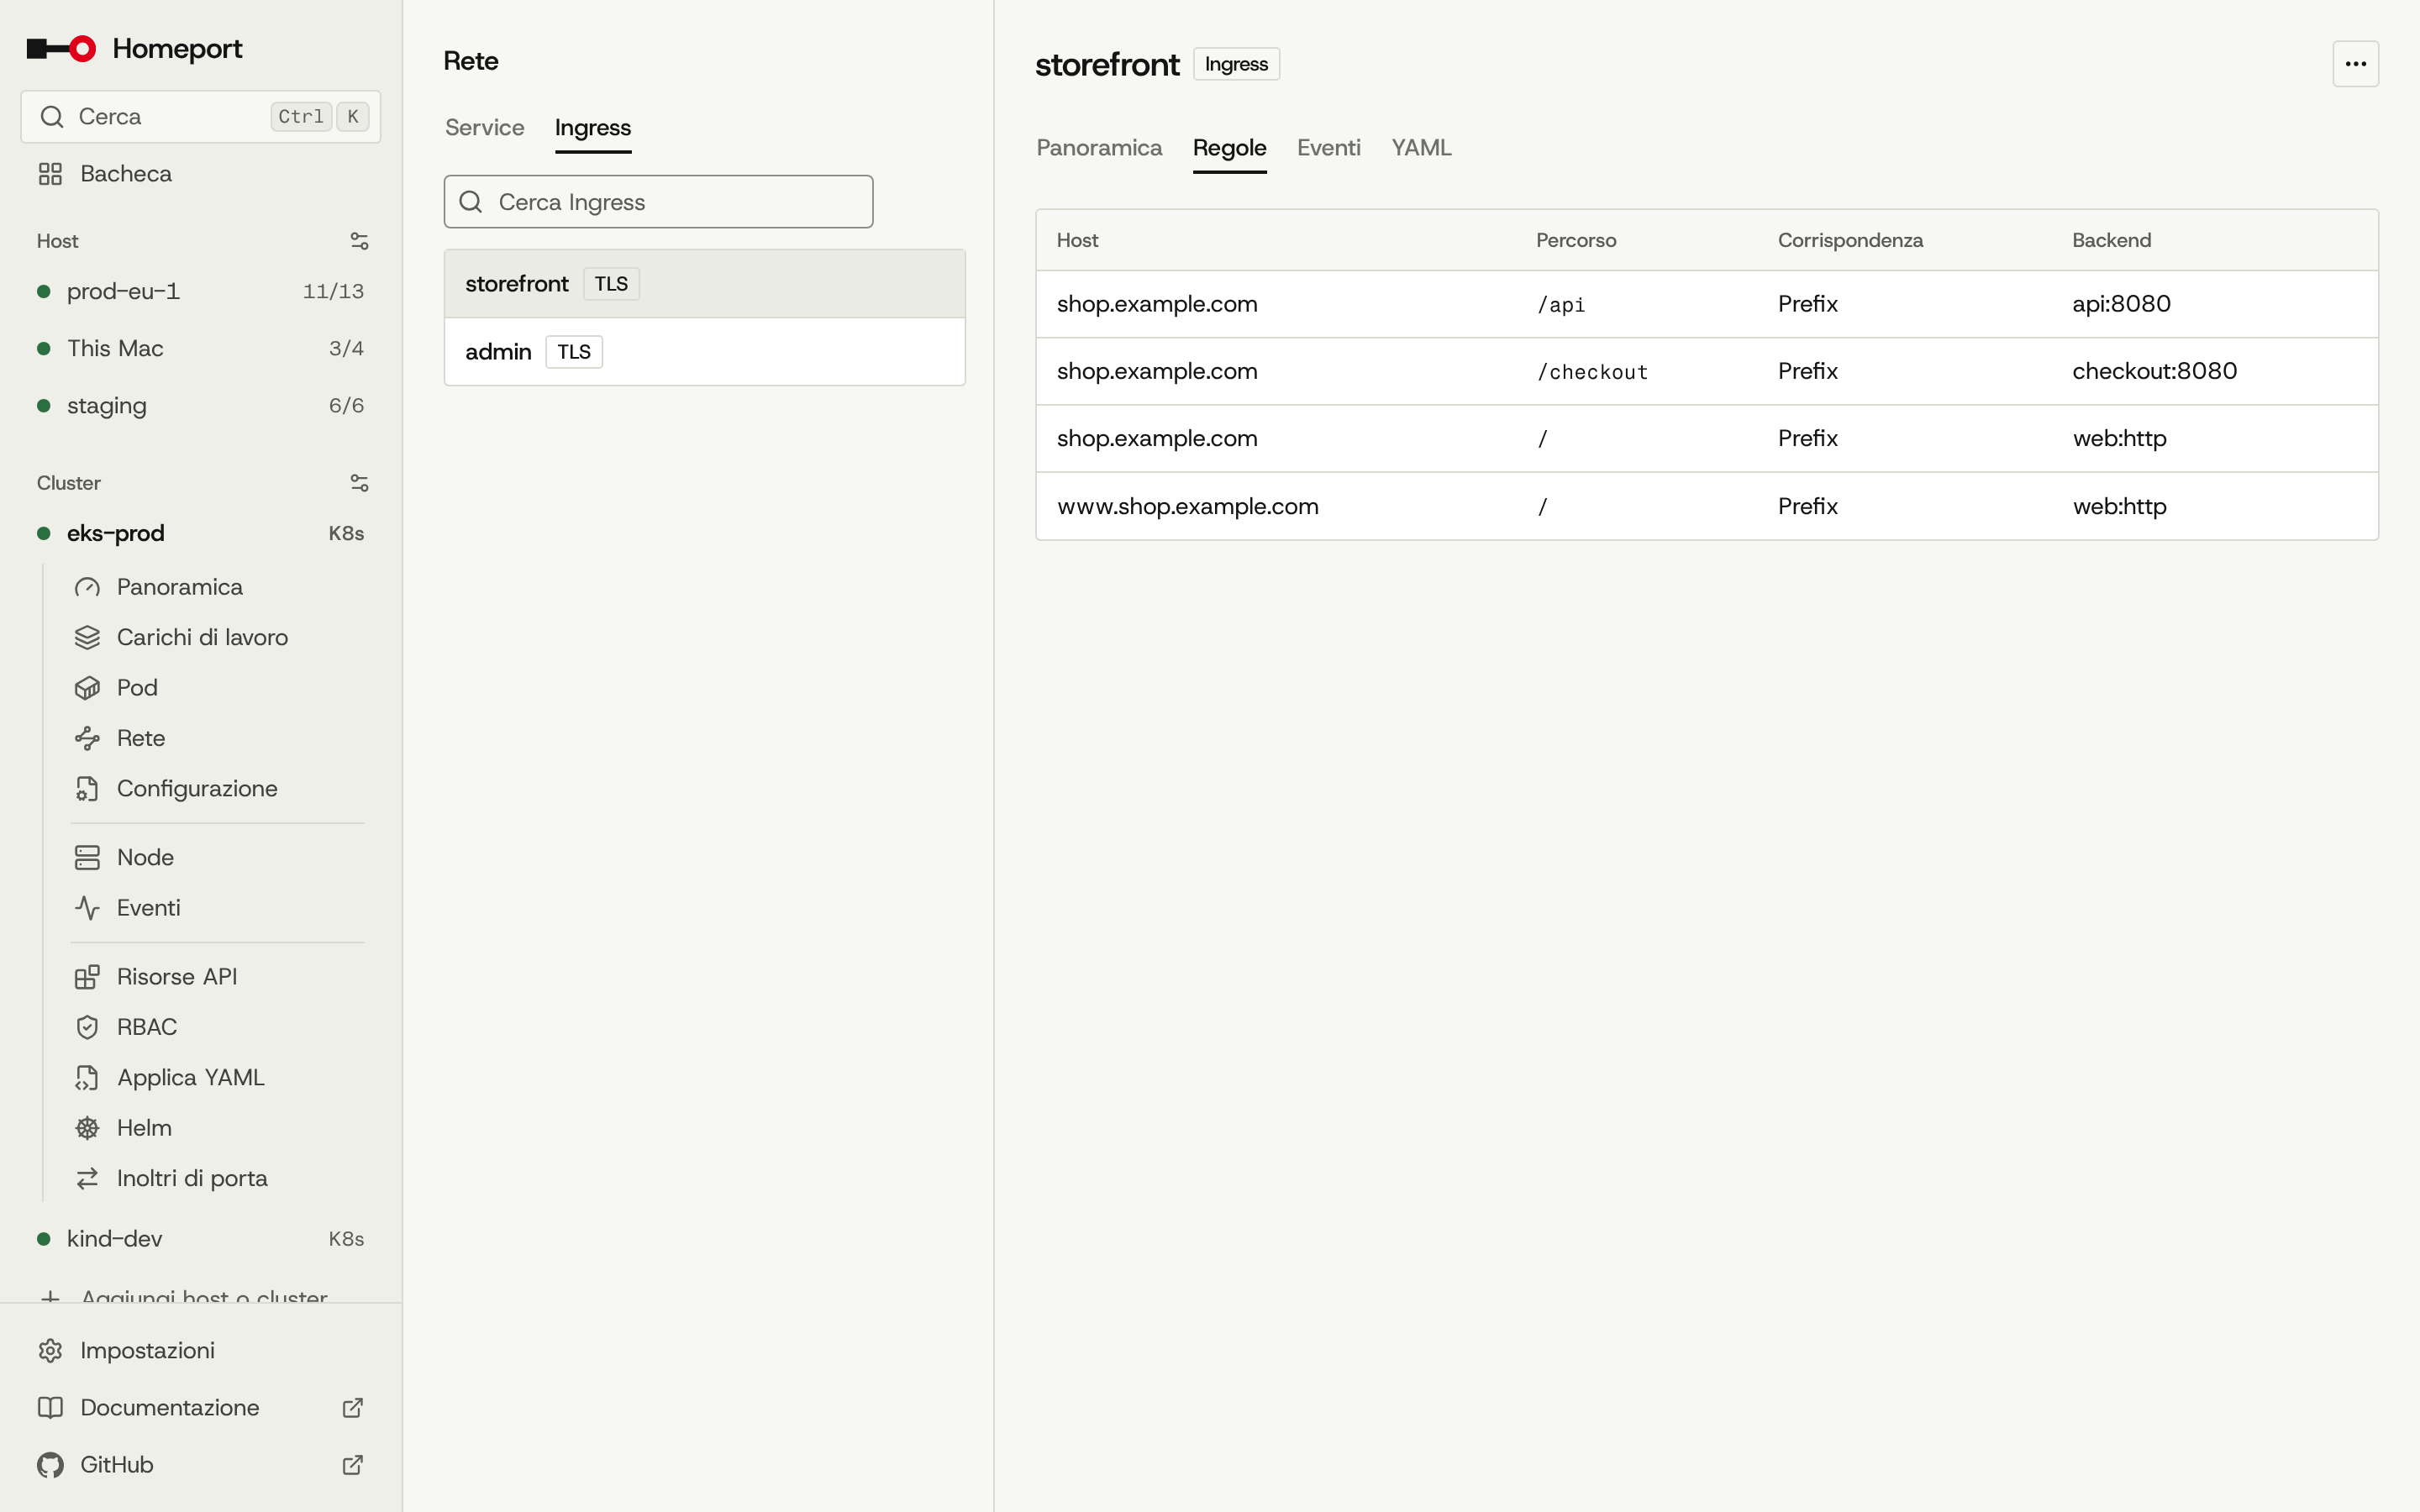 Homeport
Cerca Ctrl K
Bacheca
Host
prod-eu-1 11/13
This Mac 3/4
staging 6/6
Cluster
eks-prod K8s
Panoramica
Carichi di lavoro
Pod
Rete
Configurazione
Node
Eventi
Risorse API
RBAC
Applica YAML
Helm
Inoltri di porta
kind-dev K8s
Aggiungi host o cluster
Impostazioni
Documentazione
GitHub
Rete
Service Ingress
Cerca Ingress
storefront TLS
admin TLS
storefront Ingress
Panoramica Regole Eventi YAML
Host Percorso Corrispondenza Backend
shop.example.com /api Prefix api:8080
shop.example.com /checkout Prefix checkout:8080
shop.example.com / Prefix web:http
www.shop.example.com / Prefix web:http